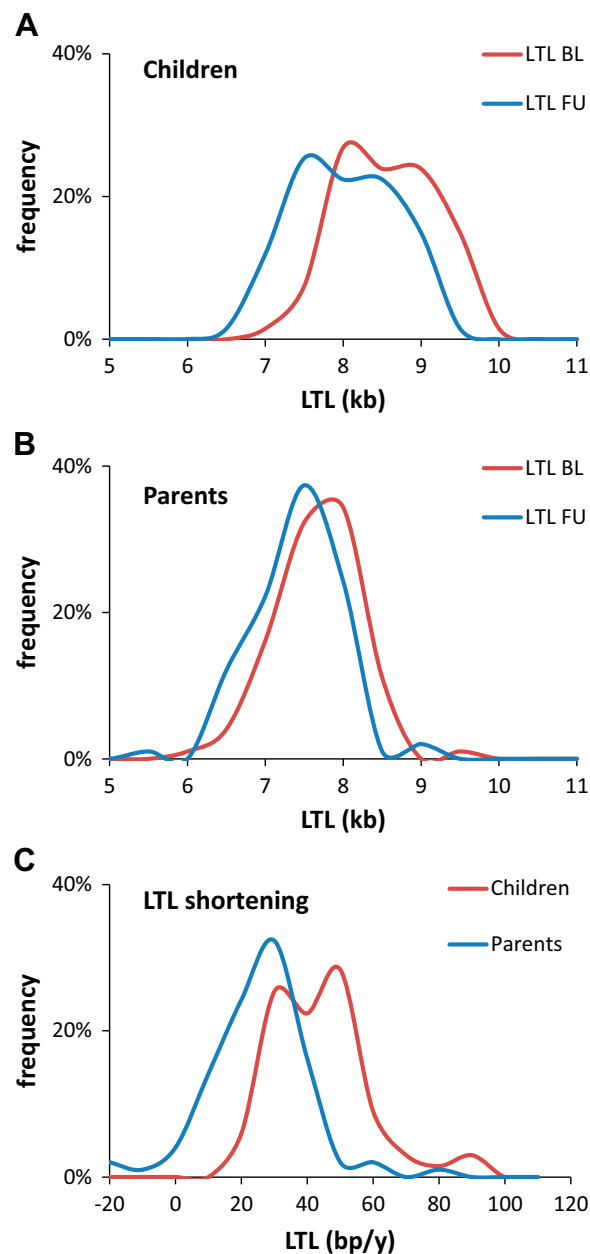 A
Children
LTL BL
LTL FU
40%
20%
0%
frequency
5 6 7 8 9 10 11
LTL (kb)
B
Parents
LTL BL
LTL FU
40%
20%
0%
frequency
5 6 7 8 9 10 11
LTL (kb)
C
LTL shortening
Children
Parents
40%
20%
0%
frequency
-20 0 20 40 60 80 100 120
LTL (bp/y)